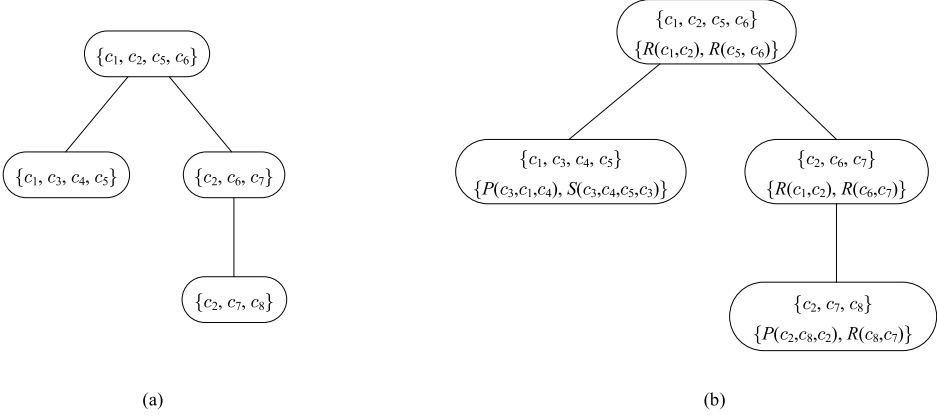 {c₁, c₂, c₅, c₆}
{c₁, c₃, c₄, c₅}
{c₂, c₆, c₇}
{c₂, c₇, c₈}
(a)
{c₁, c₂, c₅, c₆}
{R(c₁,c₂), R(c₅, c₆)}
{c₁, c₃, c₄, c₅}
{P(c₃,c₁,c₄), S(c₃,c₄,c₅,c₃)}
{c₂, c₆, c₇}
{R(c₁,c₂), R(c₆,c₇)}
{c₂, c₇, c₈}
{P(c₂,c₈,c₂), R(c₈,c₇)}
(b)